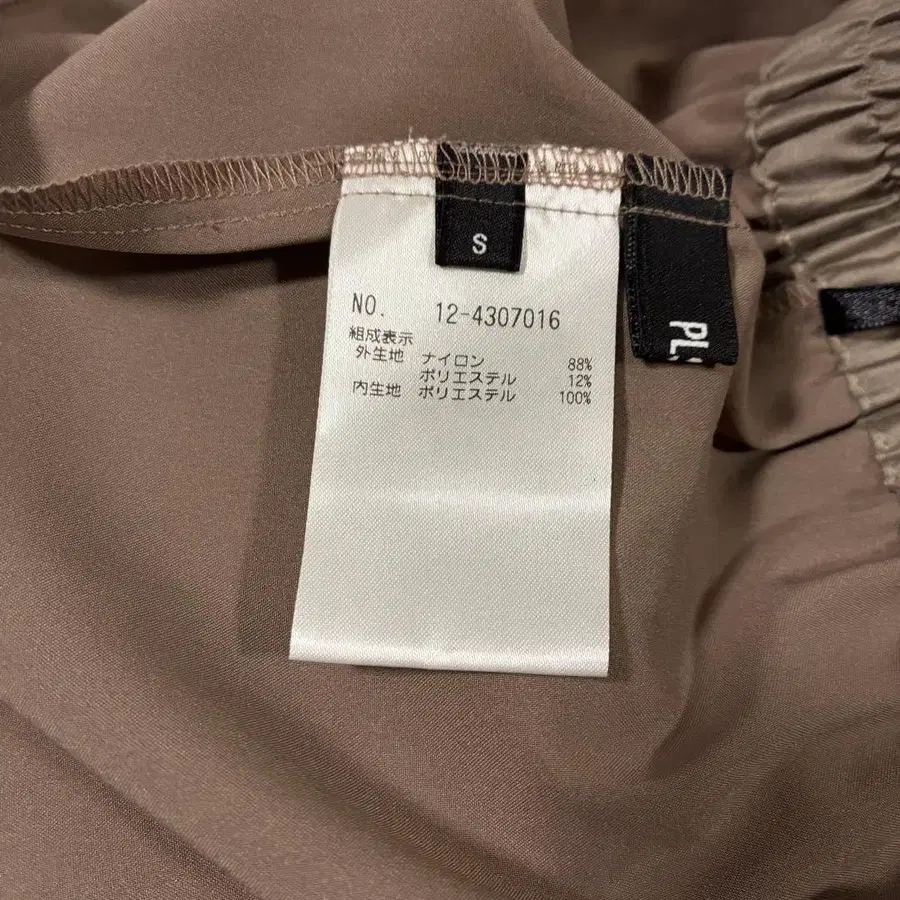 S
NO. 12-4307016
組成表示
外生地 ナイロン 88%
ポリエステル 12%
内生地 ポリエステル 100%